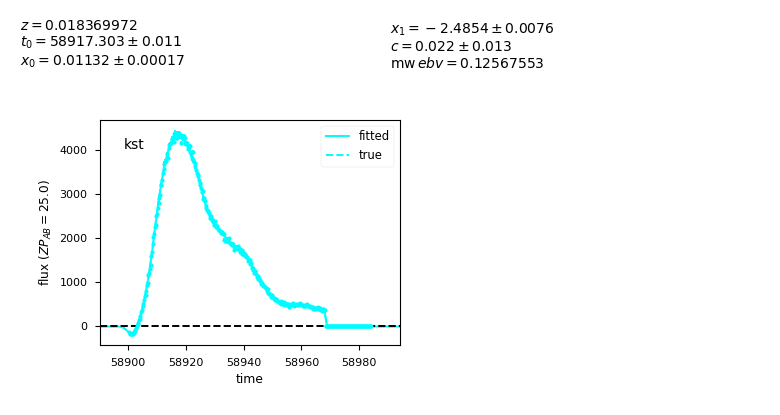 z = 0.018369972
t₀ = 58917.303 ± 0.011
x₀ = 0.01132 ± 0.00017
x₁ = −2.4854 ± 0.0076
c = 0.022 ± 0.013
mw ebv = 0.12567553
kst
fitted
true
flux (ZP_AB = 25.0)
4000
3000
2000
1000
0
58900 58920 58940 58960 58980
time